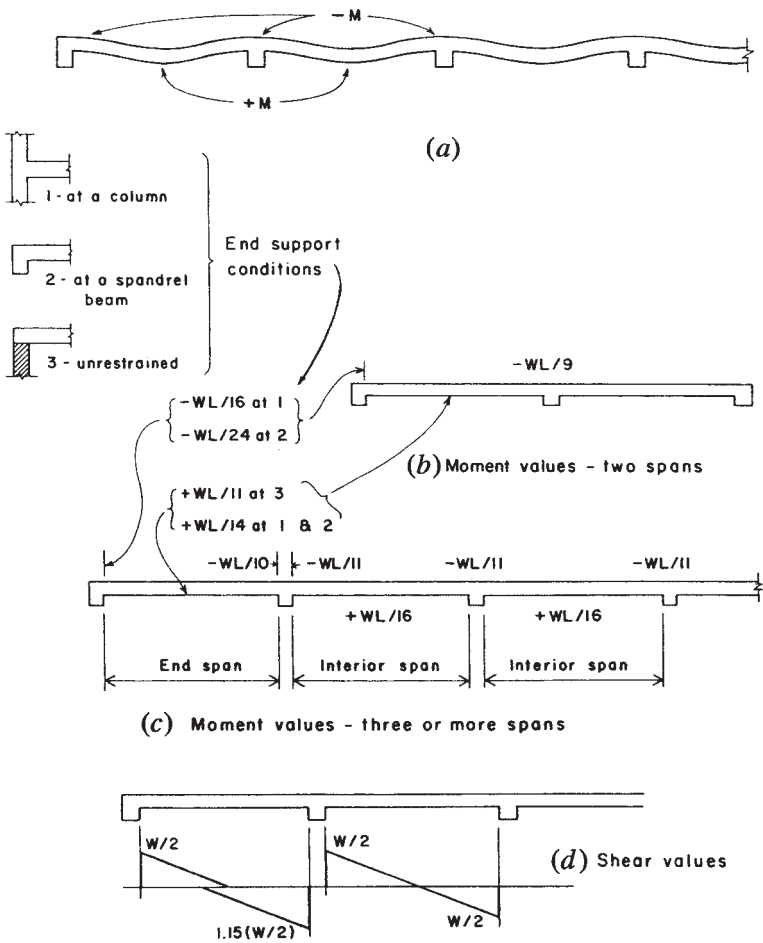 −M
+M
(a)
1 - at a column
2 - at a spandrel
beam
3 - unrestrained
End support
conditions
−WL/9
−WL/16 at 1
−WL/24 at 2
(b) Moment values - two spans
+WL/11 at 3
+WL/14 at 1 & 2
−WL/10 −WL/11 −WL/11 −WL/11
+WL/16 +WL/16
End span Interior span Interior span
(c) Moment values - three or more spans
W/2 W/2
(d) Shear values
1.15(W/2) W/2